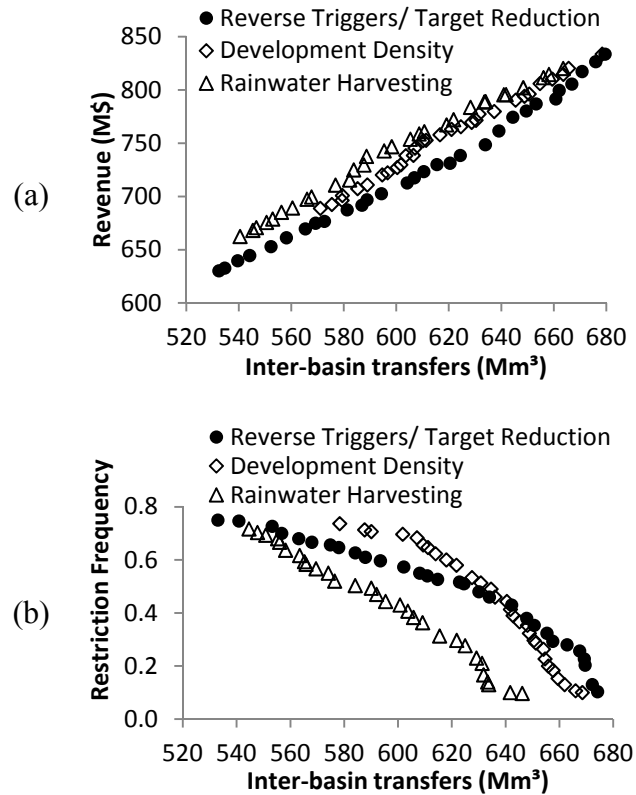 (a)
Revenue (M$)
850
800
750
700
650
600
● Reverse Triggers/ Target Reduction
◇ Development Density
△ Rainwater Harvesting
520 540 560 580 600 620 640 660 680
Inter-basin transfers (Mm³)
(b)
Restriction Frequency
● Reverse Triggers/ Target Reduction
◇ Development Density
△ Rainwater Harvesting
0.8
0.6
0.4
0.2
0.0
520 540 560 580 600 620 640 660 680
Inter-basin transfers (Mm³)